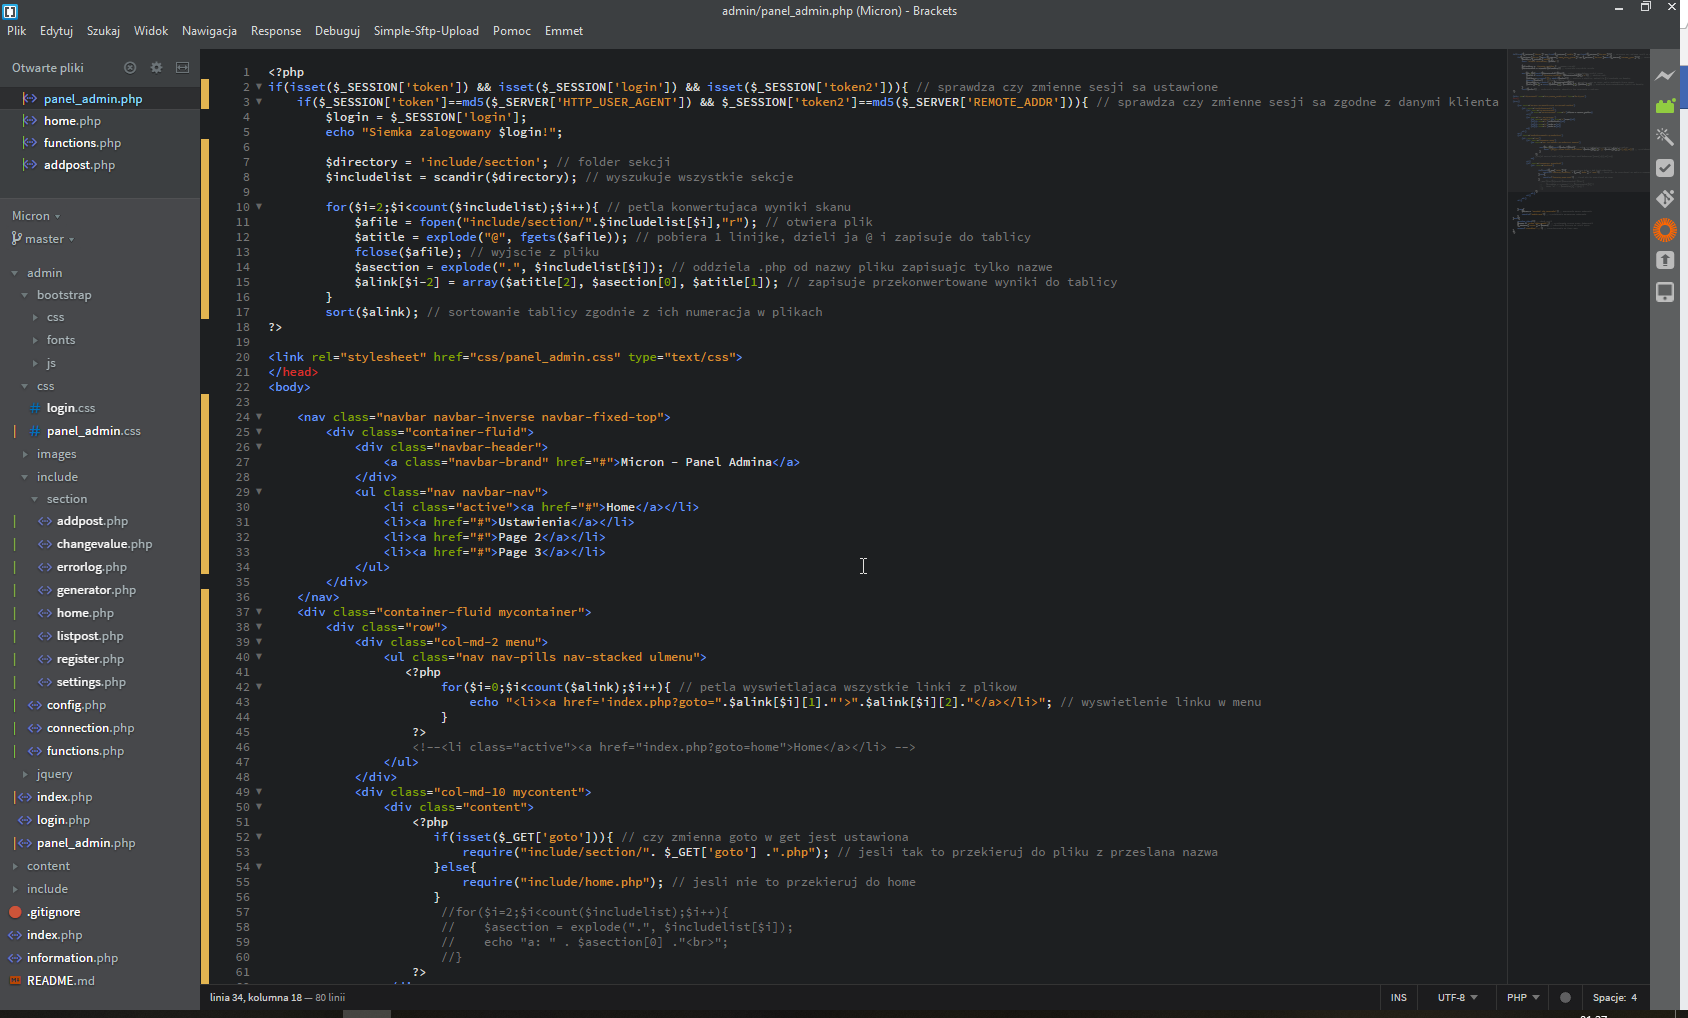 admin/panel_admin.php (Micron) - Brackets
Plik Edytuj Szukaj Widok Nawigacja Response Debuguj Simple-Sftp-Upload Pomoc Emmet
Otwarte pliki
panel_admin.php
home.php
functions.php
addpost.php
Micron
master
admin
bootstrap
css
fonts
js
css
login.css
panel_admin.css
images
include
section
addpost.php
changevalue.php
errorlog.php
generator.php
home.php
listpost.php
register.php
settings.php
config.php
connection.php
functions.php
jquery
index.php
login.php
panel_admin.php
content
include
.gitignore
index.php
information.php
README.md
1 <?php
2 if(isset($_SESSION['token']) && isset($_SESSION['login']) && isset($_SESSION['token2'])){ // sprawdza czy zmienne sesji sa ustawione
3 if($_SESSION['token']==md5($_SERVER['HTTP_USER_AGENT']) && $_SESSION['token2']==md5($_SERVER['REMOTE_ADDR'])){ // sprawdza czy zmienne sesji sa zgodne z danymi klienta
4 $login = $_SESSION['login'];
5 echo "Siemka zalogowany $login!";
6
7 $directory = 'include/section'; // folder sekcji
8 $includelist = scandir($directory); // wyszukuje wszystkie sekcje
9
10 for($i=2;$i<count($includelist);$i++){ // petla konwertujaca wyniki skanu
11 $afile = fopen("include/section/".$includelist[$i],"r"); // otwiera plik
12 $atitle = explode("@", fgets($afile)); // pobiera 1 linijke, dzieli ja @ i zapisuje do tablicy
13 fclose($afile); // wyjscie z pliku
14 $asection = explode(".", $includelist[$i]); // oddziela .php od nazwy pliku zapisuajc tylko nazwe
15 $alink[$i-2] = array($atitle[2], $asection[0], $atitle[1]); // zapisuje przekonwertowane wyniki do tablicy
16 }
17 sort($alink); // sortowanie tablicy zgodnie z ich numeracja w plikach
18 ?>
19
20 <link rel="stylesheet" href="css/panel_admin.css" type="text/css">
21 </head>
22 <body>
23
24 <nav class="navbar navbar-inverse navbar-fixed-top">
25 <div class="container-fluid">
26 <div class="navbar-header">
27 <a class="navbar-brand" href="#">Micron - Panel Admina</a>
28 </div>
29 <ul class="nav navbar-nav">
30 <li class="active"><a href="#">Home</a></li>
31 <li><a href="#">Ustawienia</a></li>
32 <li><a href="#">Page 2</a></li>
33 <li><a href="#">Page 3</a></li>
34 </ul>
35 </div>
36 </nav>
37 <div class="container-fluid mycontainer">
38 <div class="row">
39 <div class="col-md-2 menu">
40 <ul class="nav nav-pills nav-stacked ulmenu">
41 <?php
42 for($i=0;$i<count($alink);$i++){ // petla wyswietlajaca wszystkie linki z plikow
43 echo "<li><a href='index.php?goto=".$alink[$i][1]."'>".$alink[$i][2]."</a></li>"; // wyswietlenie linku w menu
44 }
45 ?>
46 <!--<li class="active"><a href="index.php?goto=home">Home</a></li> -->
47 </ul>
48 </div>
49 <div class="col-md-10 mycontent">
50 <div class="content">
51 <?php
52 if(isset($_GET['goto'])){ // czy zmienna goto w get jest ustawiona
53 require("include/section/". $_GET['goto'] .".php"); // jesli tak to przekieruj do pliku z przeslana nazwa
54 }else{
55 require("include/home.php"); // jesli nie to przekieruj do home
56 }
57 //for($i=2;$i<count($includelist);$i++){
58 // $asection = explode(".", $includelist[$i]);
59 // echo "a: " . $asection[0] ."<br>";
60 //}
61 ?>
linia 34, kolumna 18 — 80 linii
INS UTF-8 PHP Spacje: 4